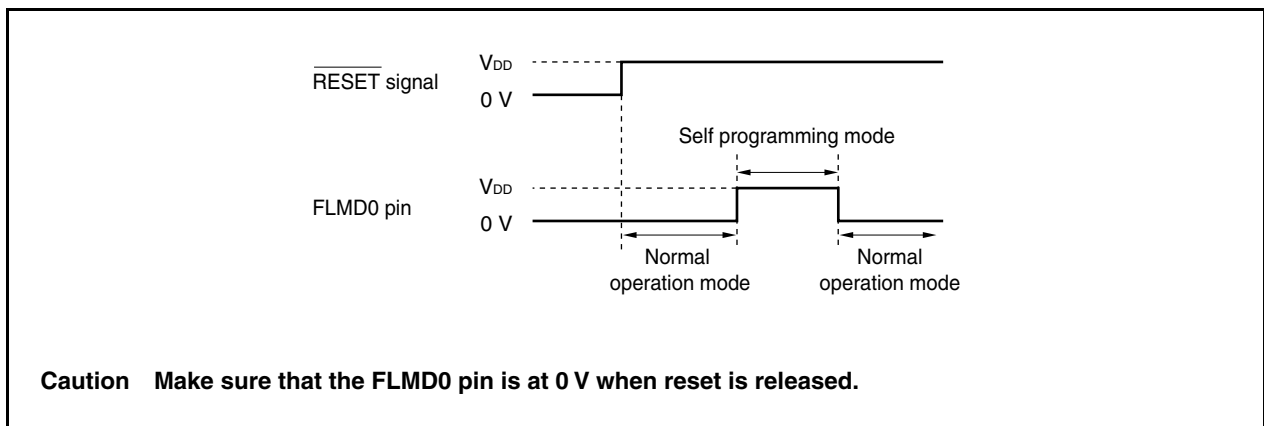 RESET signal
VDD
0 V
Self programming mode
FLMD0 pin
VDD
0 V
Normal
operation mode
Normal
operation mode
Caution Make sure that the FLMD0 pin is at 0 V when reset is released.